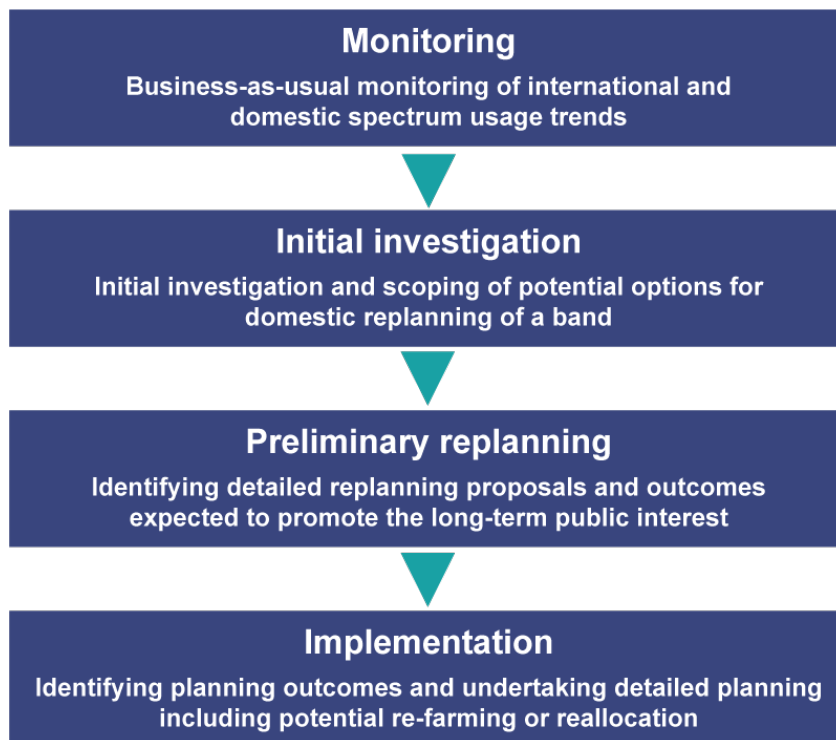 Monitoring
Business-as-usual monitoring of international and
domestic spectrum usage trends
Initial investigation
Initial investigation and scoping of potential options for
domestic replanning of a band
Preliminary replanning
Identifying detailed replanning proposals and outcomes
expected to promote the long-term public interest
Implementation
Identifying planning outcomes and undertaking detailed planning
including potential re-farming or reallocation